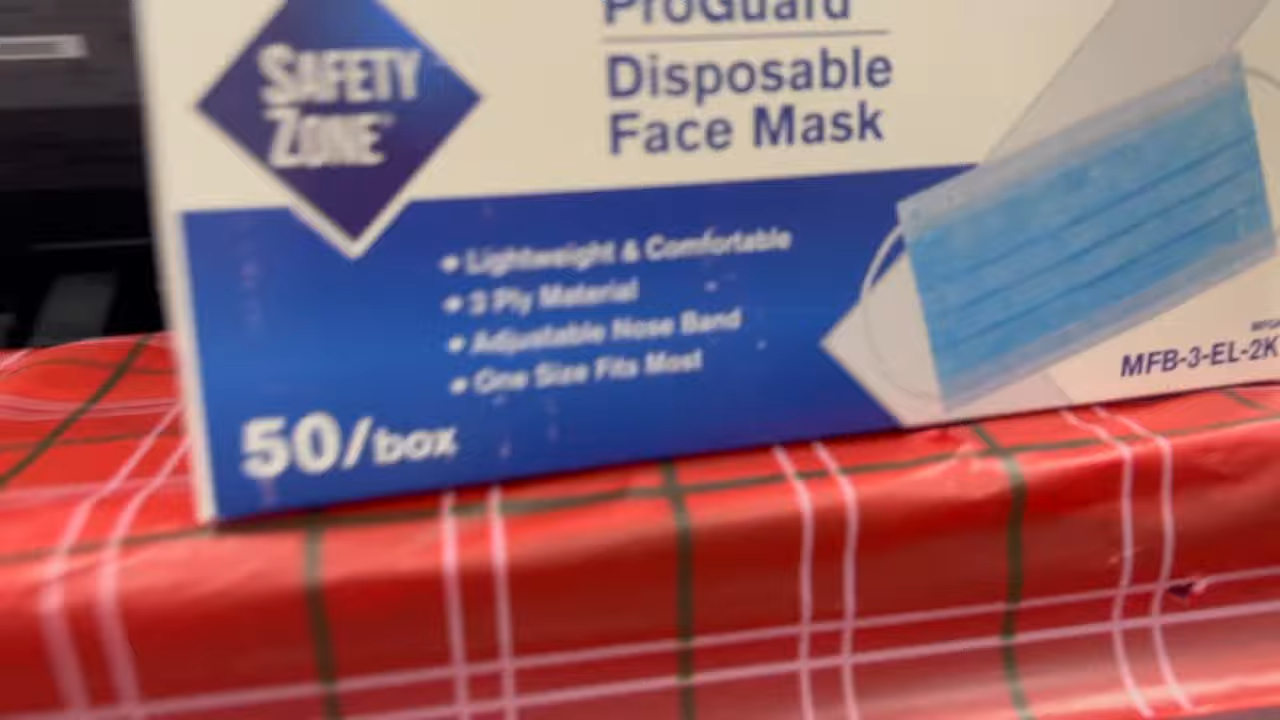 ProGuard
SAFETY
ZONE
Disposable
Face Mask
• Lightweight & Comfortable
• 3 Ply Material
• Adjustable Nose Band
• One Size Fits Most
MFB-3-EL-2K
50/box